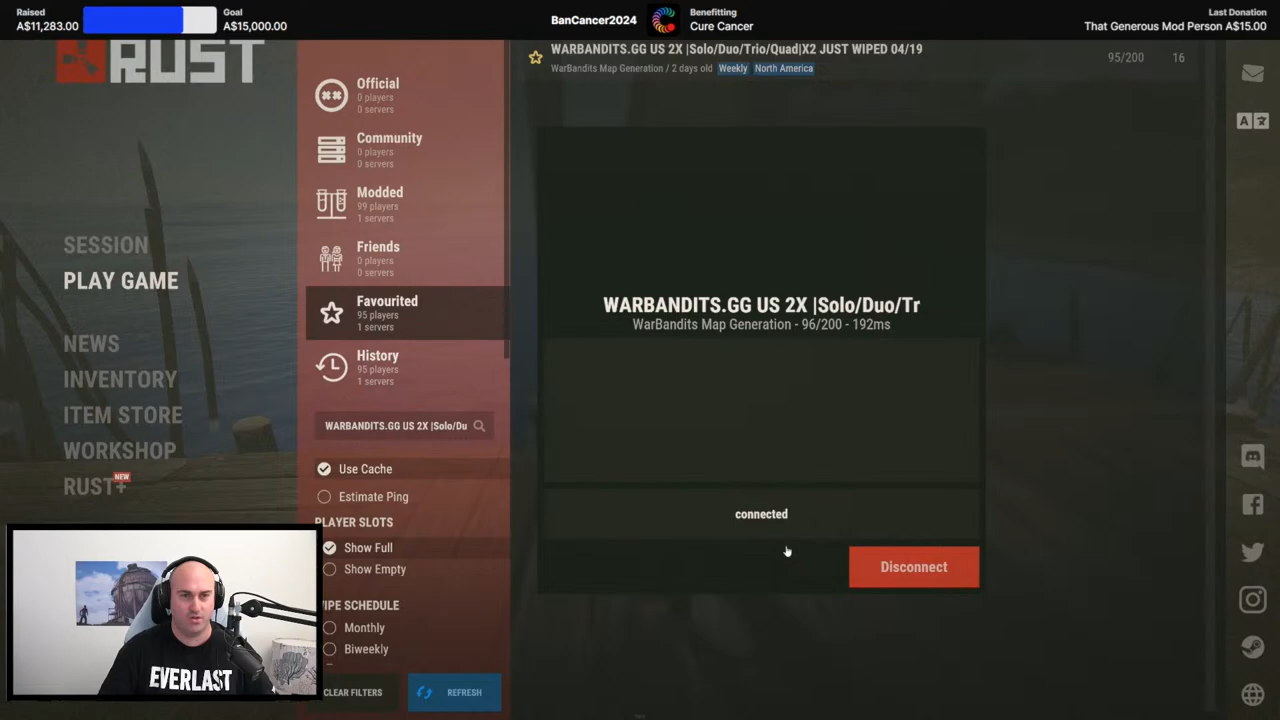 Raised
A$11,283.00
Goal
A$15,000.00
BanCancer2024
Benefitting
Cure Cancer
Last Donation
That Generous Mod Person A$15.00
RUST
SESSION
PLAY GAME
NEWS
INVENTORY
ITEM STORE
WORKSHOP
RUST+
NEW
Official
0 players
0 servers
Community
0 players
0 servers
Modded
99 players
1 servers
Friends
0 players
0 servers
Favourited
95 players
1 servers
History
95 players
1 servers
WARBANDITS.GG US 2X |Solo/Du
Use Cache
Estimate Ping
PLAYER SLOTS
Show Full
Show Empty
WIPE SCHEDULE
Monthly
Biweekly
CLEAR FILTERS
REFRESH
WARBANDITS.GG US 2X |Solo/Duo/Trio/Quad|X2 JUST WIPED 04/19
WarBandits Map Generation / 2 days old Weekly North America
95/200 16
WARBANDITS.GG US 2X |Solo/Duo/Tr
WarBandits Map Generation - 96/200 - 192ms
connected
Disconnect
EVERLAST